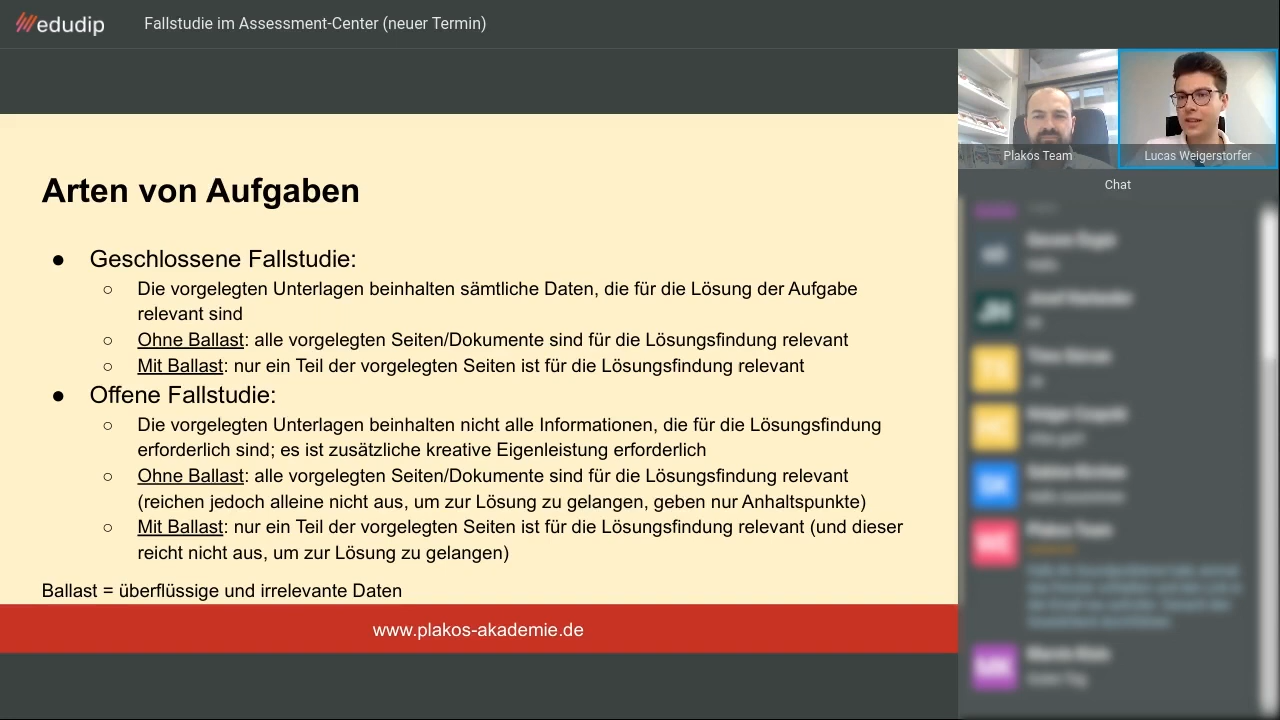 edudip
Fallstudie im Assessment-Center (neuer Termin)
Plakos Team
Lucas Weigerstorfer
Chat
Arten von Aufgaben
● Geschlossene Fallstudie:
○ Die vorgelegten Unterlagen beinhalten sämtliche Daten, die für die Lösung der Aufgabe
relevant sind
○ Ohne Ballast: alle vorgelegten Seiten/Dokumente sind für die Lösungsfindung relevant
○ Mit Ballast: nur ein Teil der vorgelegten Seiten ist für die Lösungsfindung relevant
● Offene Fallstudie:
○ Die vorgelegten Unterlagen beinhalten nicht alle Informationen, die für die Lösungsfindung
erforderlich sind; es ist zusätzliche kreative Eigenleistung erforderlich
○ Ohne Ballast: alle vorgelegten Seiten/Dokumente sind für die Lösungsfindung relevant
(reichen jedoch alleine nicht aus, um zur Lösung zu gelangen, geben nur Anhaltspunkte)
○ Mit Ballast: nur ein Teil der vorgelegten Seiten ist für die Lösungsfindung relevant (und dieser
reicht nicht aus, um zur Lösung zu gelangen)
Ballast = überflüssige und irrelevante Daten
www.plakos-akademie.de